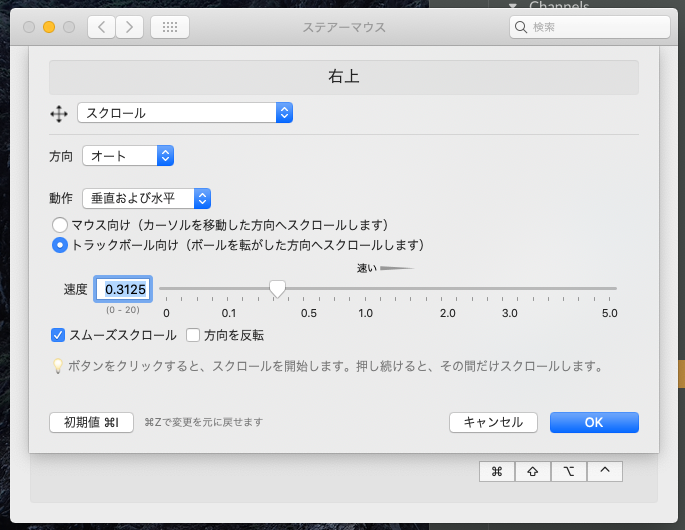 Channels
ステアーマウス
検索
右上
スクロール
方向 オート
動作 垂直および水平
マウス向け（カーソルを移動した方向へスクロールします）
トラックボール向け（ボールを転がした方向へスクロールします）
速い
速度 0.3125
(0 - 20)
0 0.1 0.5 1.0 2.0 3.0 5.0
スムーズスクロール 方向を反転
ボタンをクリックすると、スクロールを開始します。押し続けると、その間だけスクロールします。
初期値 ⌘I ⌘Zで変更を元に戻せます キャンセル OK
⌘ ⇧ ⌥ ^